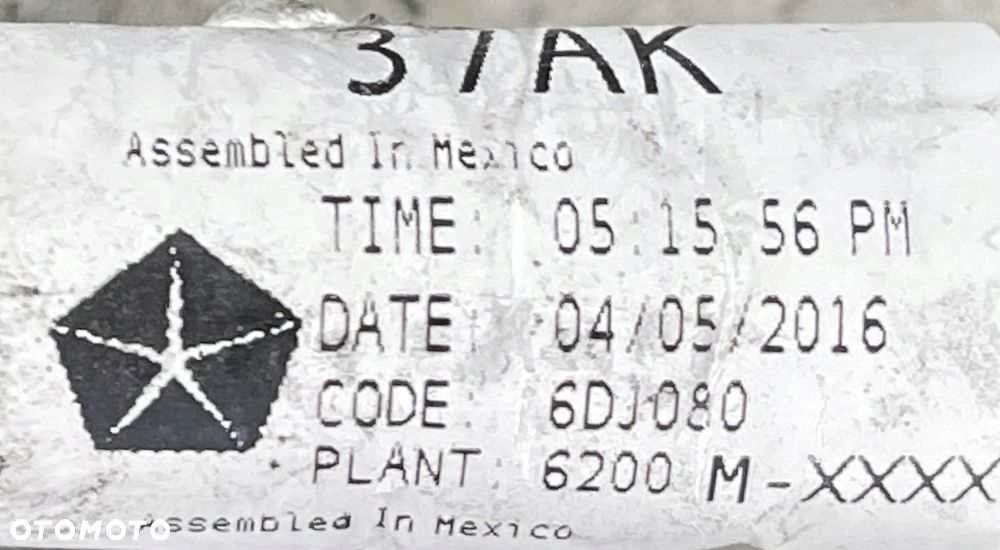 37AK
Assembled In Mexico
TIME: 05:15:56 PM
DATE: 04/05/2016
CODE: 6DJ080
PLANT: 6200 M-XXXX
Assembled In Mexico
OTOMOTO